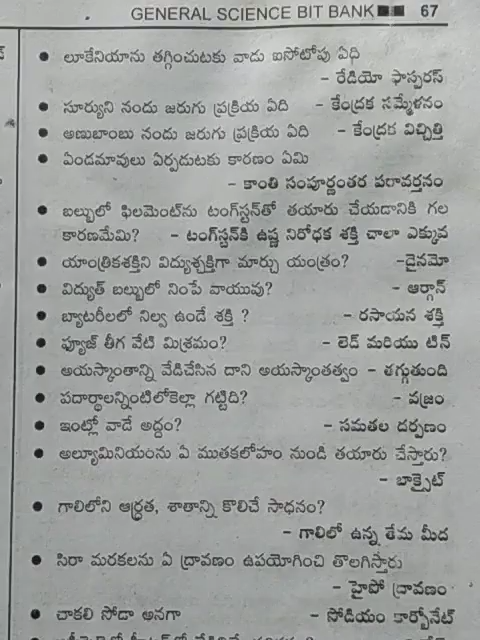 GENERAL SCIENCE BIT BANK 67
• లూకేనియాను తగ్గించుటకు వాడు ఐసోటోపు ఏది
– రేడియో ఫాస్ఫరస్
• సూర్యుని నందు జరుగు ప్రక్రియ ఏది – కేంద్రక సమ్మేళనం
• అణుబాంబు నందు జరుగు ప్రక్రియ ఏది – కేంద్రక విచ్ఛిత్తి
• ఏండమావులు ఏర్పడుటకు కారణం ఏమి
– కాంతి సంపూర్ణాంతర పరావర్తనం
• బల్బులో ఫిలమెంట్‌ను టంగ్‌స్టన్‌తో తయారు చేయడానికి గల
కారణమేమి? – టంగ్‌స్టన్‌కి ఉష్ణ నిరోధక శక్తి చాలా ఎక్కువ
• యాంత్రికశక్తిని విద్యుచ్ఛక్తిగా మార్చు యంత్రం? –డైనమో
• విద్యుత్ బల్బులో నింపే వాయువు? – ఆర్గాన్
• బ్యాటరీలలో నిల్వ ఉండే శక్తి ? – రసాయన శక్తి
• ఫ్యూజ్ తీగ వేటి మిశ్రమం? – లెడ్ మరియు టిన్
• అయస్కాంతాన్ని వేడిచేసిన దాని అయస్కాంతత్వం – తగ్గుతుంది
• పదార్థాలన్నింటిలోకెల్లా గట్టిది? – వజ్రం
• ఇంట్లో వాడే అద్దం? – సమతల దర్పణం
• అల్యూమినియంను ఏ ముతకలోహం నుండి తయారు చేస్తారు?
– బాక్సైట్
• గాలిలోని ఆర్ద్రత, శాతాన్ని కొలిచే సాధనం?
– గాలిలో ఉన్న తేమ మీద
• సిరా మరకలను ఏ ద్రావణం ఉపయోగించి తొలగిస్తారు
– హైపో ద్రావణం
• చాకలి సోడా అనగా – సోడియం కార్బోనేట్